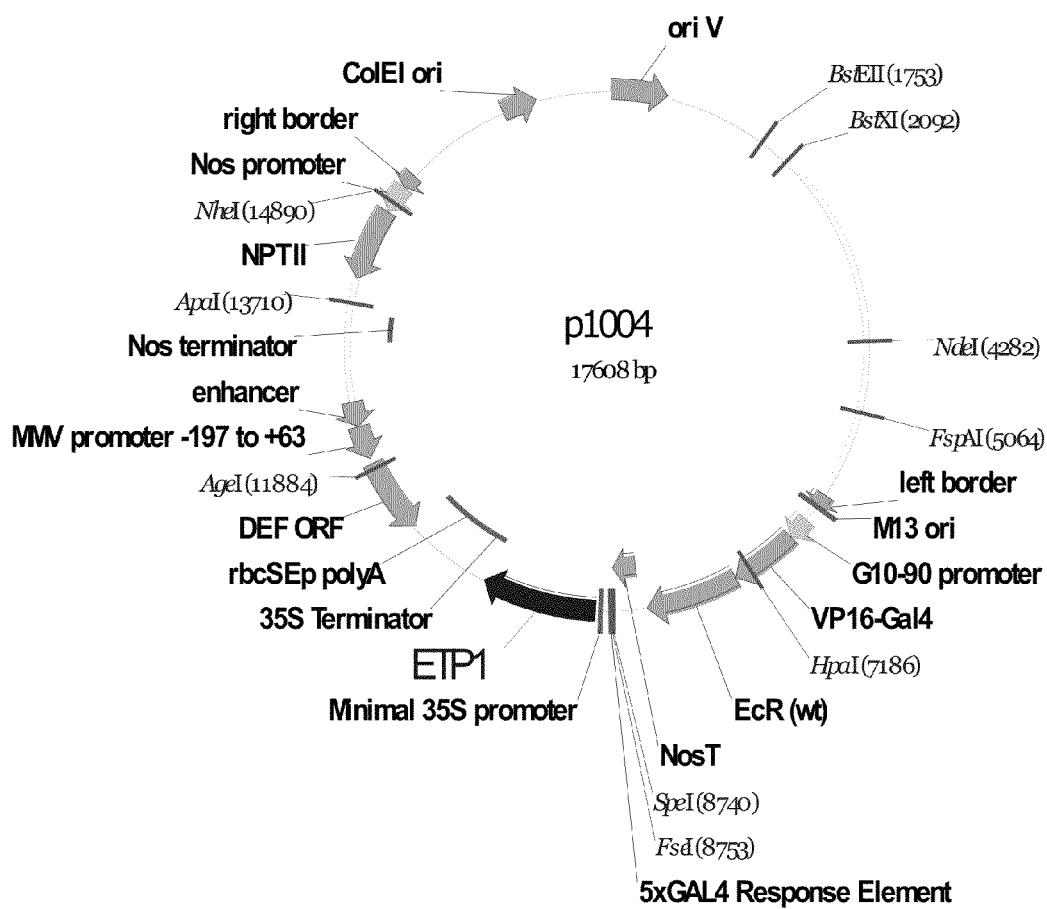 ori V
ColEI ori
BstEII (1753)
BstXI (2092)
right border
Nos promoter
NheI (14890)
NPTII
ApaI (13710)
Nos terminator
enhancer
MMV promoter -197 to +63
AgeI (11884)
DEF ORF
rbcSEp polyA
35S Terminator
ETP1
Minimal 35S promoter
p1004
17608 bp
NdeI (4282)
FspAI (5064)
left border
M13 ori
G10-90 promoter
VP16-Gal4
HpaI (7186)
EcR (wt)
NosT
SpeI (8740)
FseI (8753)
5xGAL4 Response Element